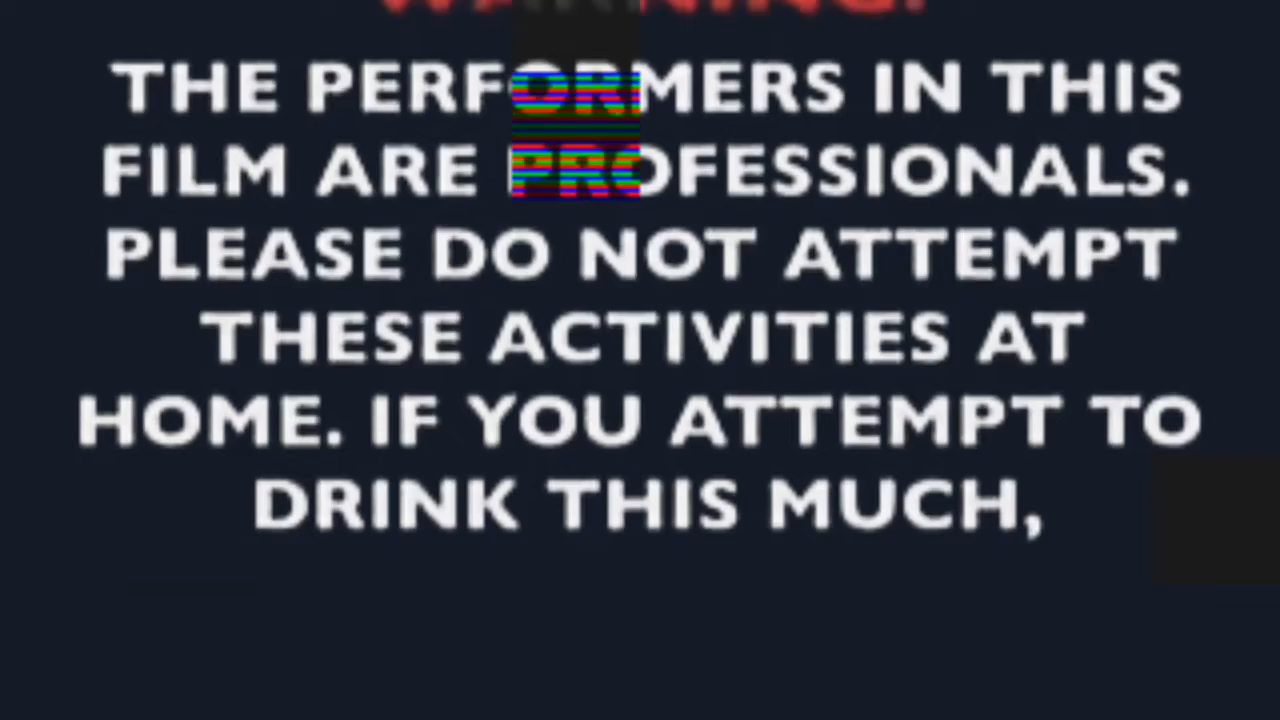 WARNING!
THE PERFORMERS IN THIS
FILM ARE PROFESSIONALS.
PLEASE DO NOT ATTEMPT
THESE ACTIVITIES AT
HOME. IF YOU ATTEMPT TO
DRINK THIS MUCH,